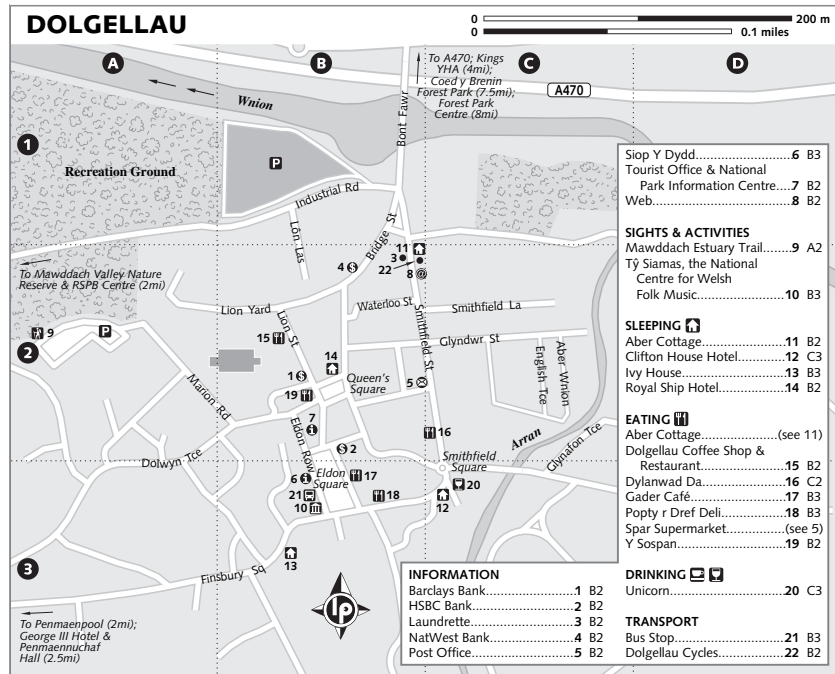 DOLGELLAU
0 200 m
0 0.1 miles
A
B
C
D
To A470; Kings
YHA (4mi);
Coed y Brenin
Forest Park (7.5mi);
Forest Park
Centre (8mi)
A470
Wnion
Bont Fawr
1
P
Recreation Ground
Industrial Rd
Lôn Las
Bridge St
11
3
22
8 @
4 $
To Mawddach Valley Nature
Reserve & RSPB Centre (2mi)
Lion Yard
Waterloo St
Smithfield La
Smithfield St
Glyndwr St
English Tce
Aber Wnion
9
P
2
15
Lion St
14
1 $
Queen's
Square
5
19
Marion Rd
7
Eldon Row
16
Arran
Glynafon Tce
$ 2
Dolwyn Tce
Smithfield
Square
6
Eldon
Square
17
20
21
18
10
12
13
3
Finsbury Sq
lp
To Penmaenpool (2mi);
George III Hotel &
Penmaennuchaf
Hall (2.5mi)
INFORMATION
Barclays Bank 1 B2
HSBC Bank 2 B2
Laundrette 3 B2
NatWest Bank 4 B2
Post Office 5 B2
Siop Y Dydd 6 B3
Tourist Office & National
Park Information Centre 7 B2
Web 8 B2
SIGHTS & ACTIVITIES
Mawddach Estuary Trail 9 A2
Tŷ Siamas, the National
Centre for Welsh
Folk Music 10 B3
SLEEPING
Aber Cottage 11 B2
Clifton House Hotel 12 C3
Ivy House 13 B3
Royal Ship Hotel 14 B2
EATING
Aber Cottage (see 11)
Dolgellau Coffee Shop &
Restaurant 15 B2
Dylanwad Da 16 C2
Gader Café 17 B3
Popty r Dref Deli 18 B3
Spar Supermarket (see 5)
Y Sospan 19 B2
DRINKING
Unicorn 20 C3
TRANSPORT
Bus Stop 21 B3
Dolgellau Cycles 22 B2